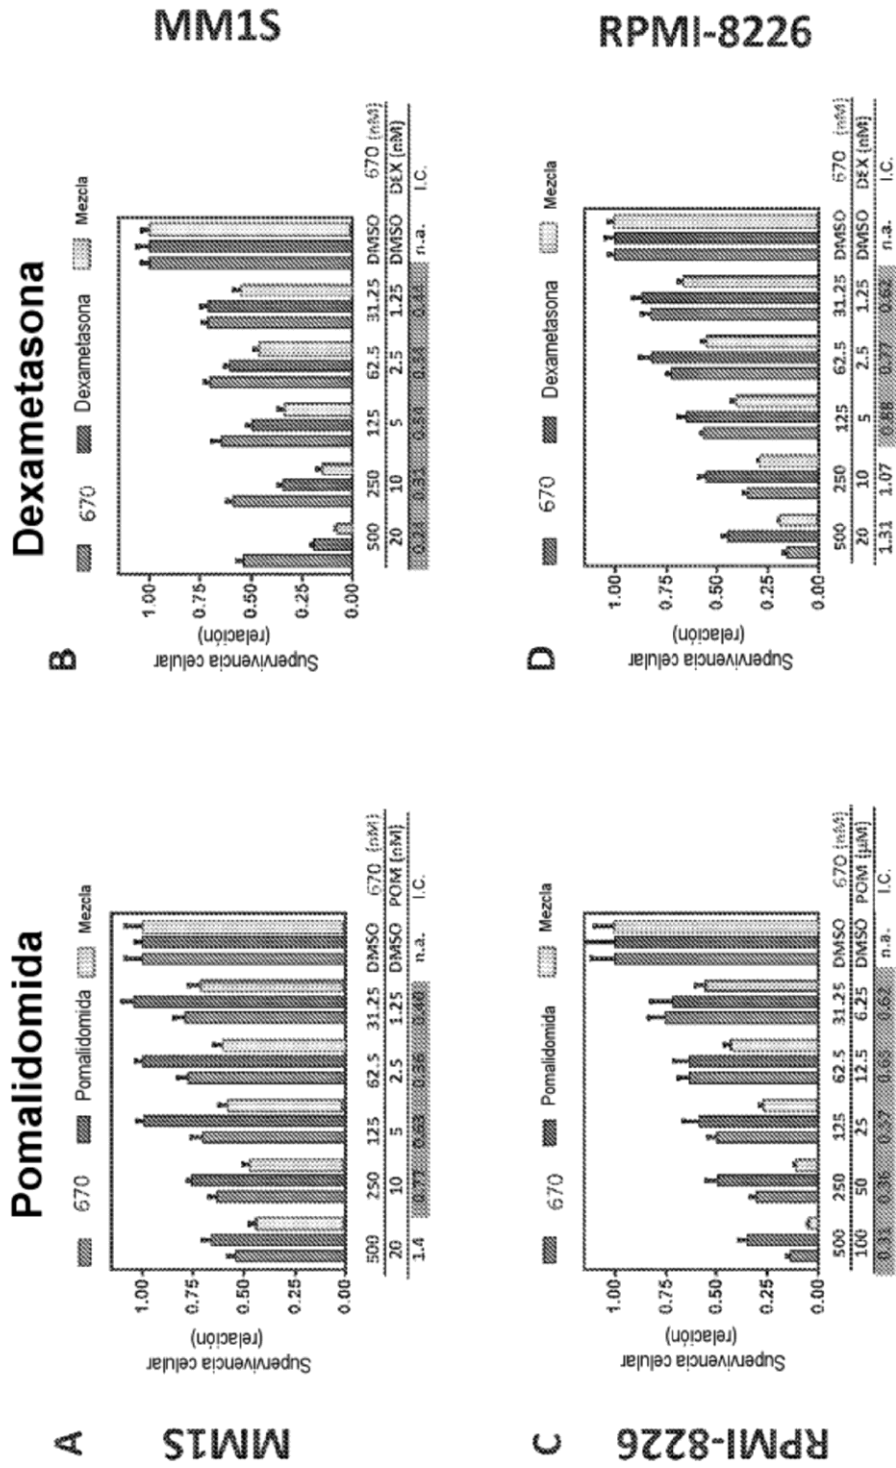 Pomalidomida
A
670 Pomalidomida Mezcla
MM1S
Supervivencia celular
(relación)
1.00
0.75
0.50
0.25
0.00
500 250 125 62.5 31.25 DMSO 670 (nM)
20 10 5 2.5 1.25 DMSO POM (nM)
1.4 0.77 0.63 0.36 0.40 n.a. I.C.
Dexametasona
B
670 Dexametasona Mezcla
MM1S
Supervivencia celular
(relación)
1.00
0.75
0.50
0.25
0.00
500 250 125 62.5 31.25 DMSO 670 (nM)
20 10 5 2.5 1.25 DMSO DEX (nM)
0.31 n.a. I.C.
C
670 Pomalidomida Mezcla
RPMI-8226
Supervivencia celular
(relación)
1.00
0.75
0.50
0.25
0.00
500 250 125 62.5 31.25 DMSO 670 (nM)
100 50 25 12.5 6.25 DMSO POM (µM)
0.31 0.62 n.a. I.C.
D
670 Dexametasona Mezcla
RPMI-8226
Supervivencia celular
(relación)
1.00
0.75
0.50
0.25
0.00
500 250 125 62.5 31.25 DMSO 670 (nM)
20 10 5 2.5 1.25 DMSO DEX (nM)
1.31 1.07 0.88 0.77 0.62 n.a. I.C.